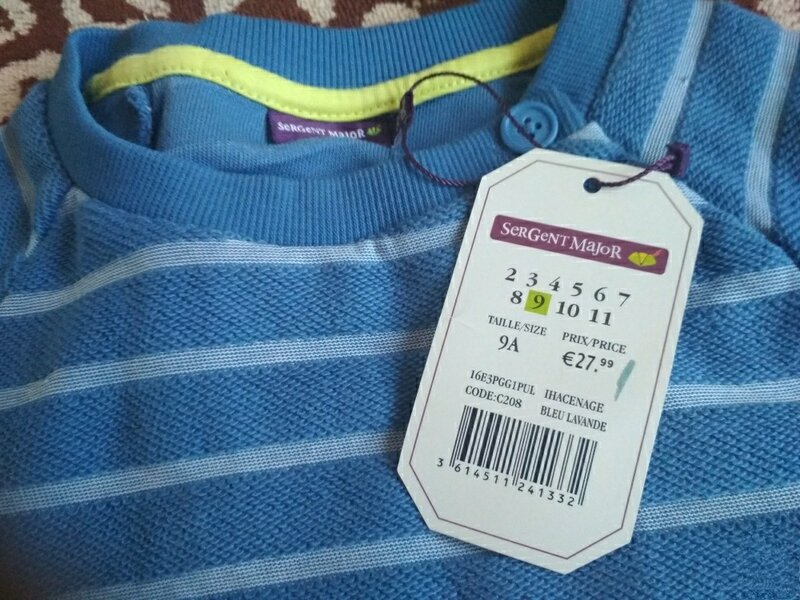 SeRGeNT MajoR
SeRGeNT MajoR
2 3 4 5 6 7
8 9 10 11
TAILLE/SIZE PRIX/PRICE
9A €27.99
16E3PGG1PUL IHACENAGE
CODE:C208 BLEU LAVANDE
3 614511 241332